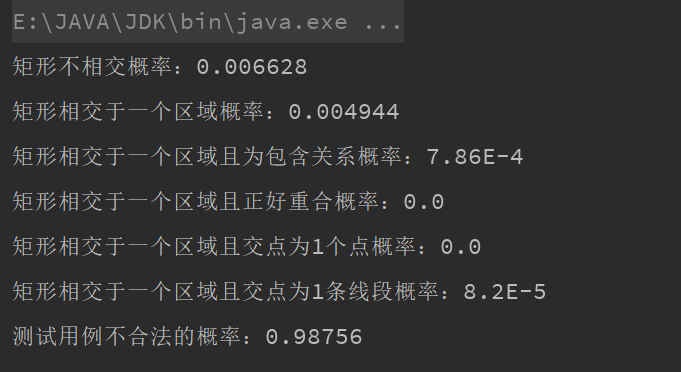 E:\JAVA\JDK\bin\java.exe ...
矩形不相交概率：0.006628
矩形相交于一个区域概率：0.004944
矩形相交于一个区域且为包含关系概率：7.86E-4
矩形相交于一个区域且正好重合概率：0.0
矩形相交于一个区域且交点为1个点概率：0.0
矩形相交于一个区域且交点为1条线段概率：8.2E-5
测试用例不合法的概率：0.98756